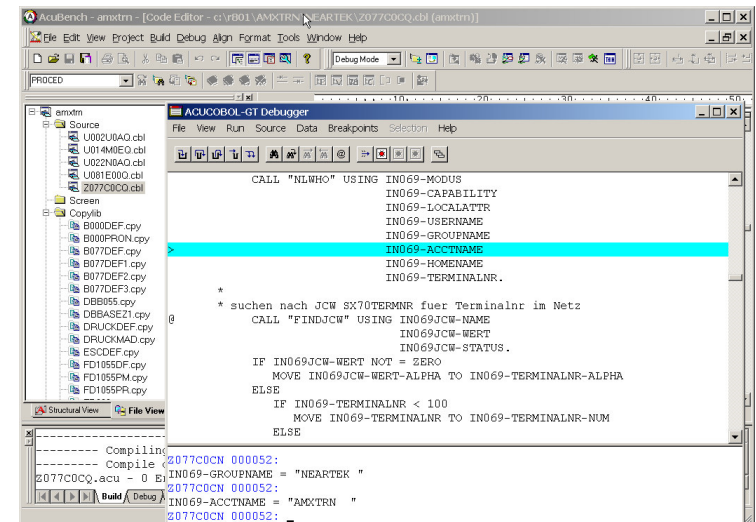 AcuBench - amxtrn - [Code Editor - c:\r801\AMXTRN\NEARTEK\Z077C0CQ.cbl (amxtrn)]
File Edit View Project Build Debug Align Format Tools Window Help
Debug Mode
PROCED
10 20 30 40 50
amxtrn
Source
U002U0AQ.cbl
U014M0EQ.cbl
U022N0AQ.cbl
U081E00Q.cbl
Z077C0CQ.cbl
Screen
Copylib
B000DEF.cpy
B000PRON.cpy
B077DEF.cpy
B077DEF1.cpy
B077DEF2.cpy
B077DEF3.cpy
DBB055.cpy
DBBASEZ1.cpy
DRUCKDEF.cpy
DRUCKMAD.cpy
ESCDEF.cpy
FD1055DF.cpy
FD1055PM.cpy
FD1055PR.cpy
Structural View File View
ACUCOBOL-GT Debugger
File View Run Source Data Breakpoints Selection Help
CALL "NLWHO" USING IN069-MODUS
IN069-CAPABILITY
IN069-LOCALATTR
IN069-USERNAME
IN069-GROUPNAME
> IN069-ACCTNAME
IN069-HOMENAME
IN069-TERMINALNR.
*
* suchen nach JCW SX70TERMNR fuer Terminalnr im Netz
@ CALL "FINDJCW" USING IN069JCW-NAME
IN069JCW-WERT
IN069JCW-STATUS.
IF IN069JCW-WERT NOT = ZERO
MOVE IN069JCW-WERT-ALPHA TO IN069-TERMINALNR-ALPHA
ELSE
IF IN069-TERMINALNR < 100
MOVE IN069-TERMINALNR TO IN069-TERMINALNR-NUM
ELSE
Z077C0CN 000052:
IN069-GROUPNAME = "NEARTEK "
Z077C0CN 000052:
IN069-ACCTNAME = "AMXTRN  "
Z077C0CN 000052: _
---------- Compiling
---------- Compile
Z077C0CQ.acu - 0 E
Build Debug